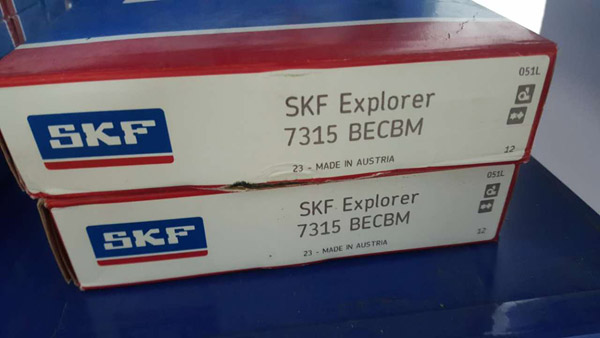 051L
SKF
SKF Explorer
7315 BECBM
23 - MADE IN AUSTRIA
12
051L
SKF
SKF Explorer
7315 BECBM
23 - MADE IN AUSTRIA
12